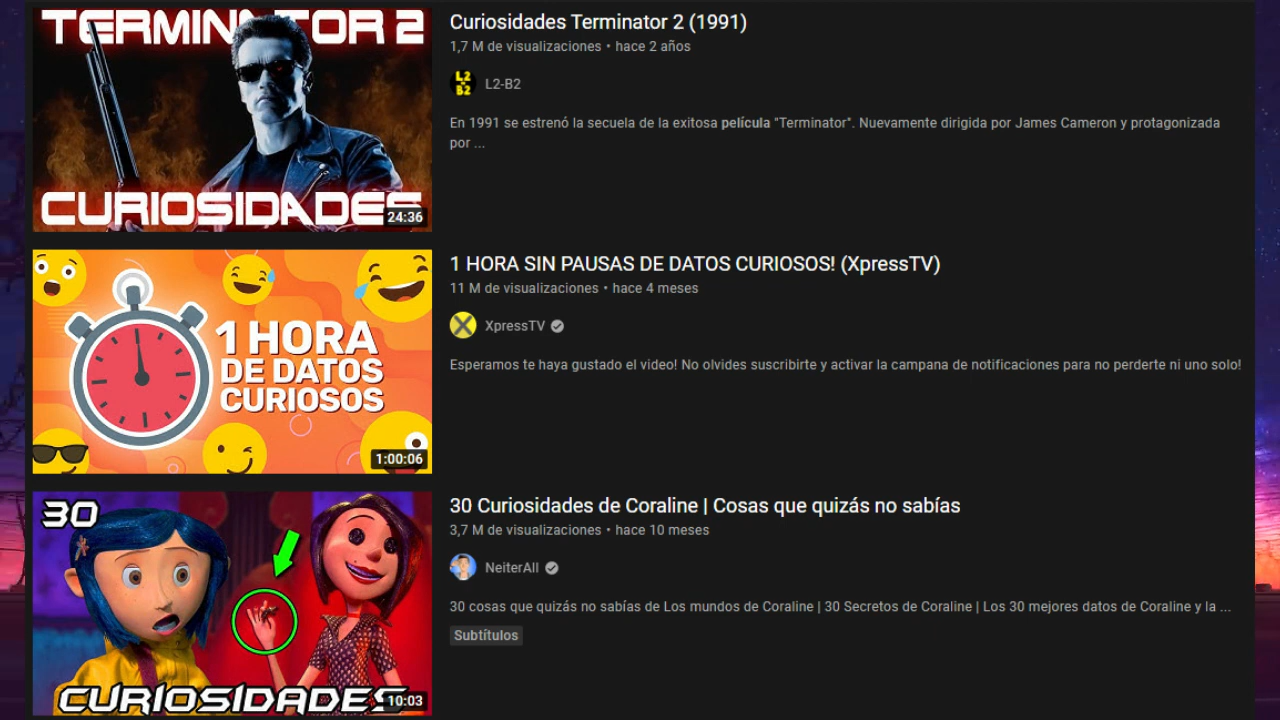 TERMINATOR 2
CURIOSIDADES
24:36
Curiosidades Terminator 2 (1991)
1,7 M de visualizaciones • hace 2 años
L2
B2
L2-B2
En 1991 se estrenó la secuela de la exitosa película "Terminator". Nuevamente dirigida por James Cameron y protagonizada
por ...
1 HORA
DE DATOS
CURIOSOS
1:00:06
1 HORA SIN PAUSAS DE DATOS CURIOSOS! (XpressTV)
11 M de visualizaciones • hace 4 meses
XpressTV
Esperamos te haya gustado el video! No olvides suscribirte y activar la campana de notificaciones para no perderte ni uno solo!
30
CURIOSIDADES
10:03
30 Curiosidades de Coraline | Cosas que quizás no sabías
3,7 M de visualizaciones • hace 10 meses
NeiterAll
30 cosas que quizás no sabías de Los mundos de Coraline | 30 Secretos de Coraline | Los 30 mejores datos de Coraline y la ...
Subtítulos